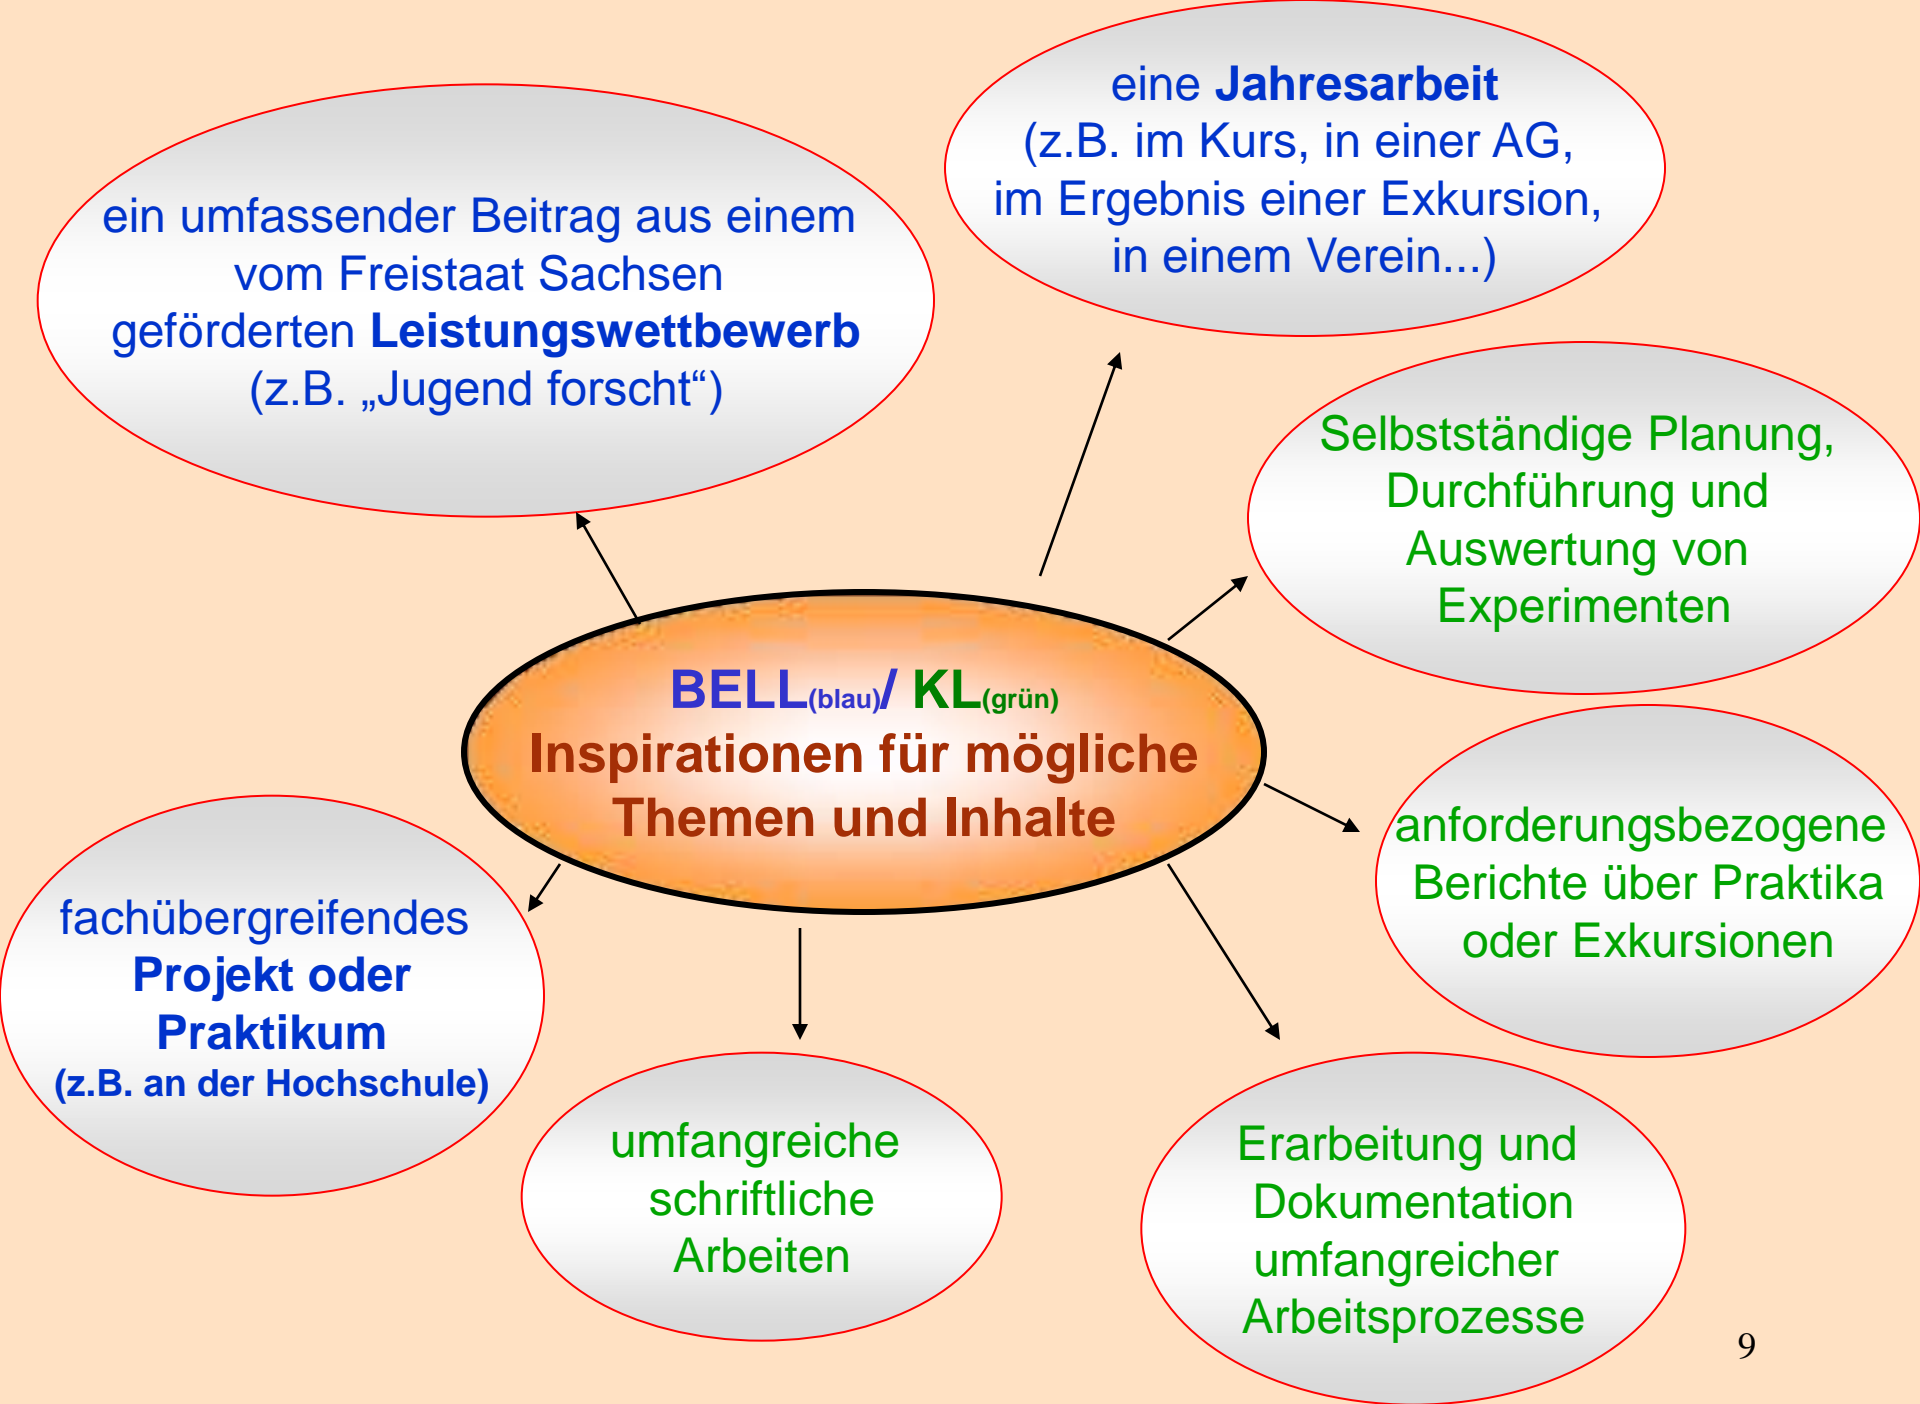 eine Jahresarbeit
(z.B. im Kurs, in einer AG,
im Ergebnis einer Exkursion,
in einem Verein...)
ein umfassender Beitrag aus einem
vom Freistaat Sachsen
geförderten Leistungswettbewerb
(z.B. „Jugend forscht“)
Selbstständige Planung,
Durchführung und
Auswertung von
Experimenten
BELL(blau)/ KL(grün)
Inspirationen für mögliche
Themen und Inhalte
anforderungsbezogene
Berichte über Praktika
oder Exkursionen
fachübergreifendes
Projekt oder
Praktikum
(z.B. an der Hochschule)
umfangreiche
schriftliche
Arbeiten
Erarbeitung und
Dokumentation
umfangreicher
Arbeitsprozesse
9